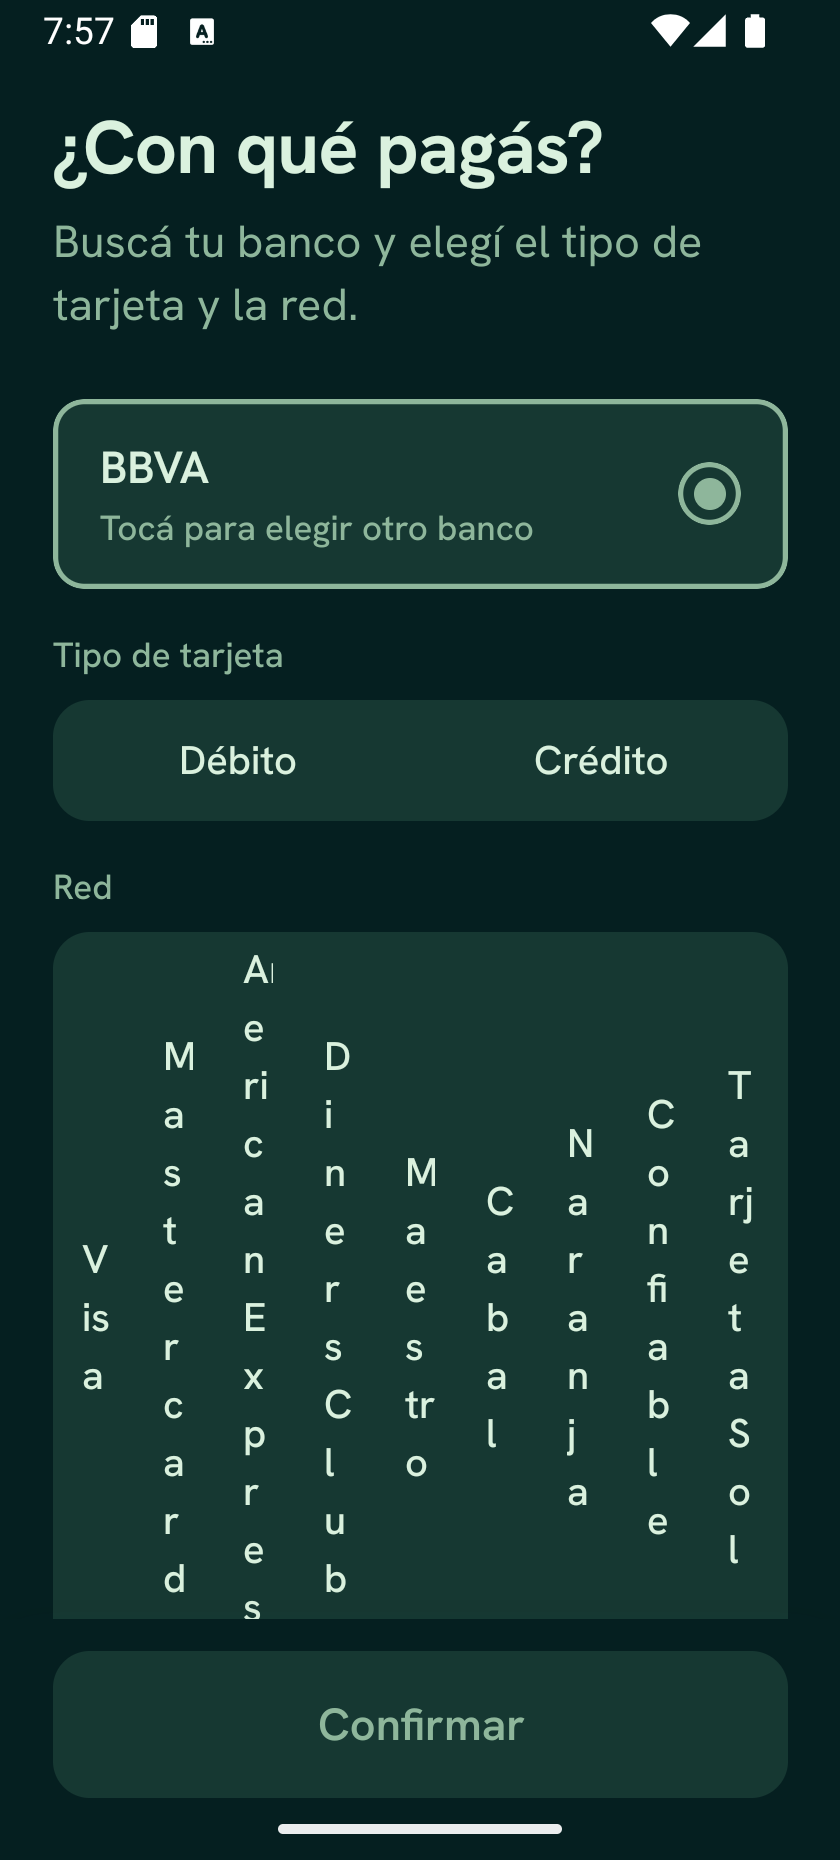 7:57
¿Con qué pagás?
Buscá tu banco y elegí el tipo de
tarjeta y la red.
BBVA
Tocá para elegir otro banco
Tipo de tarjeta
Débito
Crédito
Red
Visa
Mastercard
American Express
Diners Club
Maestro
Cabal
Naranja
Confiable
Tarjeta Sol
Confirmar